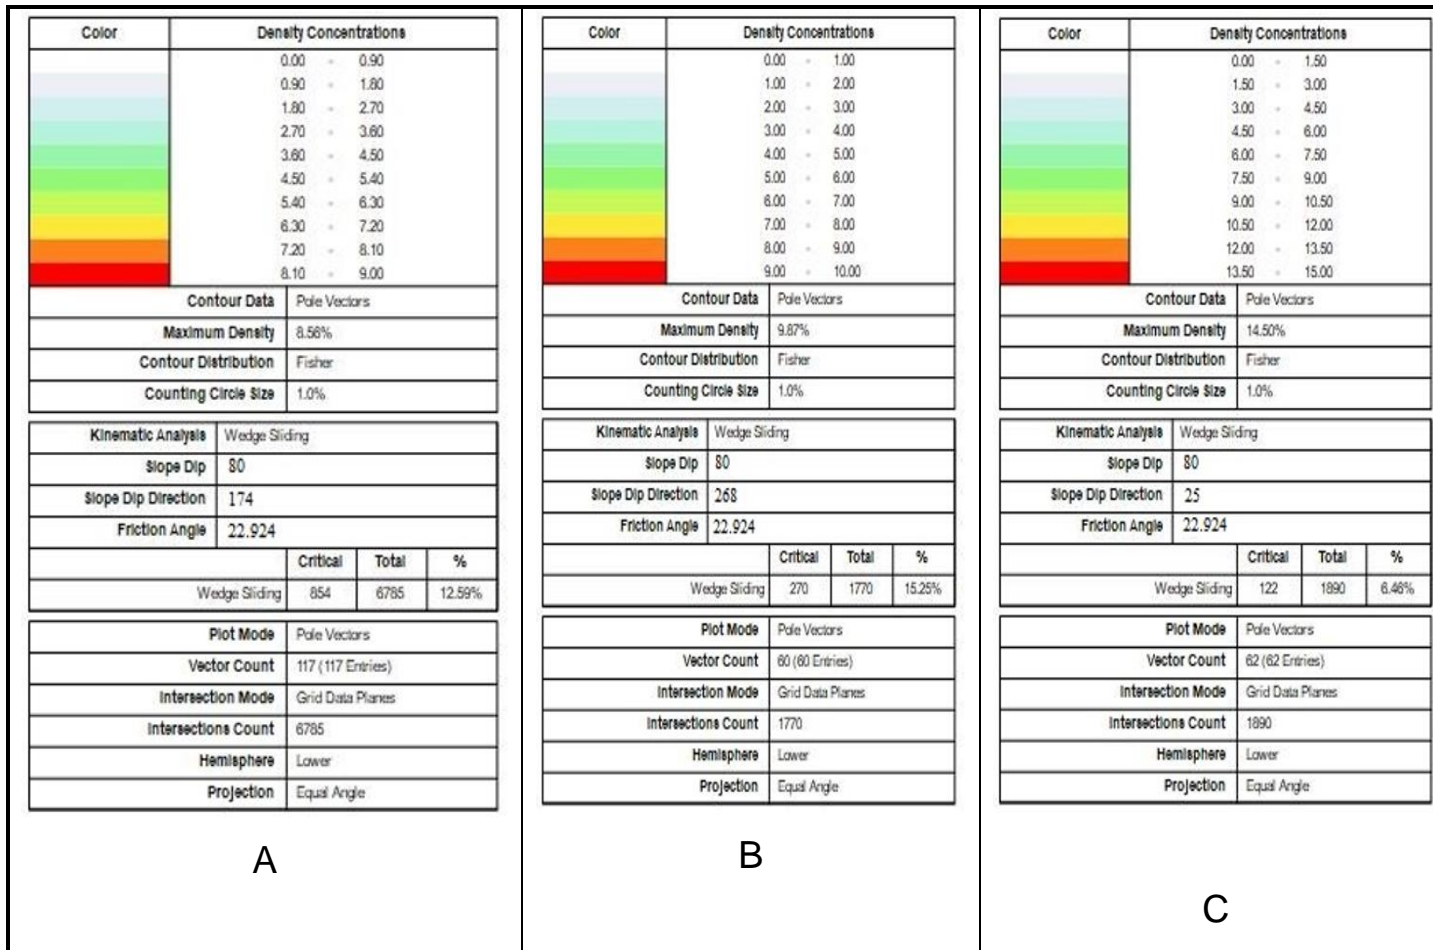 Color Density Concentrations
0.00 - 0.90
0.90 - 1.80
1.80 - 2.70
2.70 - 3.60
3.60 - 4.50
4.50 - 5.40
5.40 - 6.30
6.30 - 7.20
7.20 - 8.10
8.10 - 9.00
Contour Data Pole Vectors
Maximum Density 8.56%
Contour Distribution Fisher
Counting Circle Size 1.0%
Kinematic Analysis Wedge Sliding
Slope Dip 80
Slope Dip Direction 174
Friction Angle 22.924
Critical Total %
Wedge Sliding 854 6785 12.59%
Plot Mode Pole Vectors
Vector Count 117 (117 Entries)
Intersection Mode Grid Data Planes
Intersections Count 6785
Hemisphere Lower
Projection Equal Angle
A
Color Density Concentrations
0.00 - 1.00
1.00 - 2.00
2.00 - 3.00
3.00 - 4.00
4.00 - 5.00
5.00 - 6.00
6.00 - 7.00
7.00 - 8.00
8.00 - 9.00
9.00 - 10.00
Contour Data Pole Vectors
Maximum Density 9.87%
Contour Distribution Fisher
Counting Circle Size 1.0%
Kinematic Analysis Wedge Sliding
Slope Dip 80
Slope Dip Direction 268
Friction Angle 22.924
Critical Total %
Wedge Sliding 270 1770 15.25%
Plot Mode Pole Vectors
Vector Count 60 (60 Entries)
Intersection Mode Grid Data Planes
Intersections Count 1770
Hemisphere Lower
Projection Equal Angle
B
Color Density Concentrations
0.00 - 1.50
1.50 - 3.00
3.00 - 4.50
4.50 - 6.00
6.00 - 7.50
7.50 - 9.00
9.00 - 10.50
10.50 - 12.00
12.00 - 13.50
13.50 - 15.00
Contour Data Pole Vectors
Maximum Density 14.50%
Contour Distribution Fisher
Counting Circle Size 1.0%
Kinematic Analysis Wedge Sliding
Slope Dip 80
Slope Dip Direction 25
Friction Angle 22.924
Critical Total %
Wedge Sliding 122 1890 6.46%
Plot Mode Pole Vectors
Vector Count 62 (62 Entries)
Intersection Mode Grid Data Planes
Intersections Count 1890
Hemisphere Lower
Projection Equal Angle
C